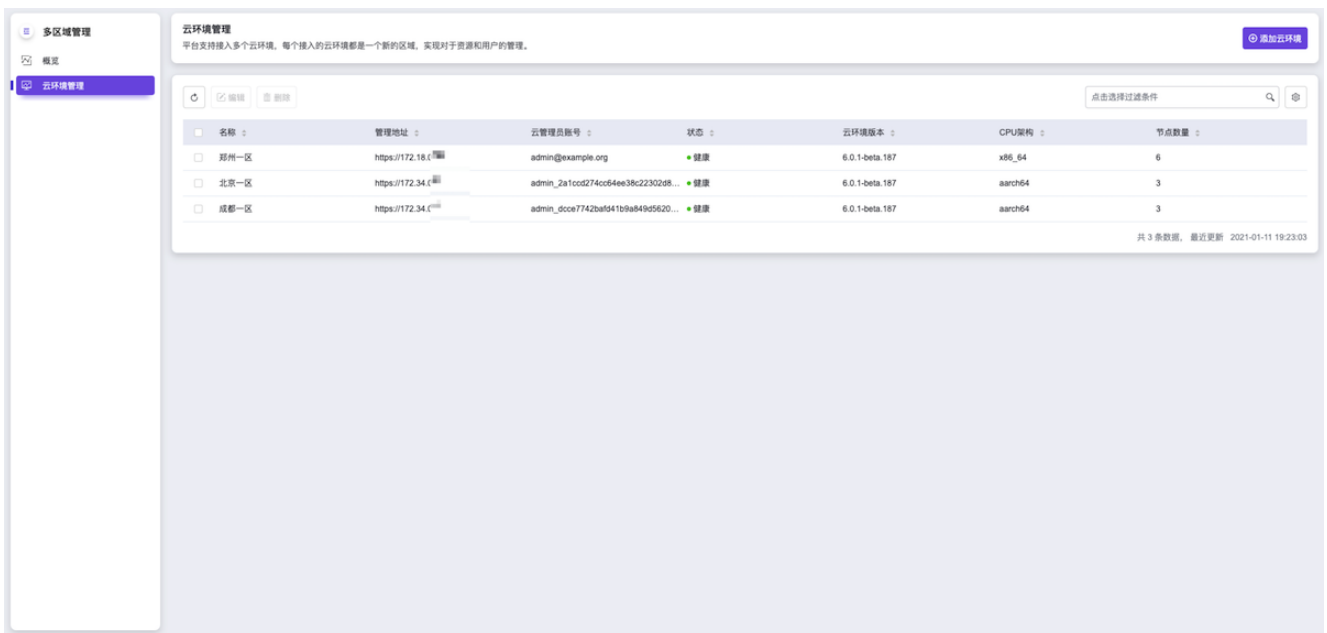 多区域管理
概览
云环境管理
云环境管理
平台支持接入多个云环境，每个接入的云环境都是一个新的区域，实现对于资源和用户的管理。
添加云环境
编辑 删除
点击选择过滤条件
名称 管理地址 云管理员账号 状态 云环境版本 CPU架构 节点数量
郑州一区 https://172.18. admin@example.org 健康 6.0.1-beta.187 x86_64 6
北京一区 https://172.34. admin_2a1ccd274cc64ee38c22302d8... 健康 6.0.1-beta.187 aarch64 3
成都一区 https://172.34. admin_dcce7742bafd41b9a849d5620... 健康 6.0.1-beta.187 aarch64 3
共 3 条数据， 最近更新 2021-01-11 19:23:03